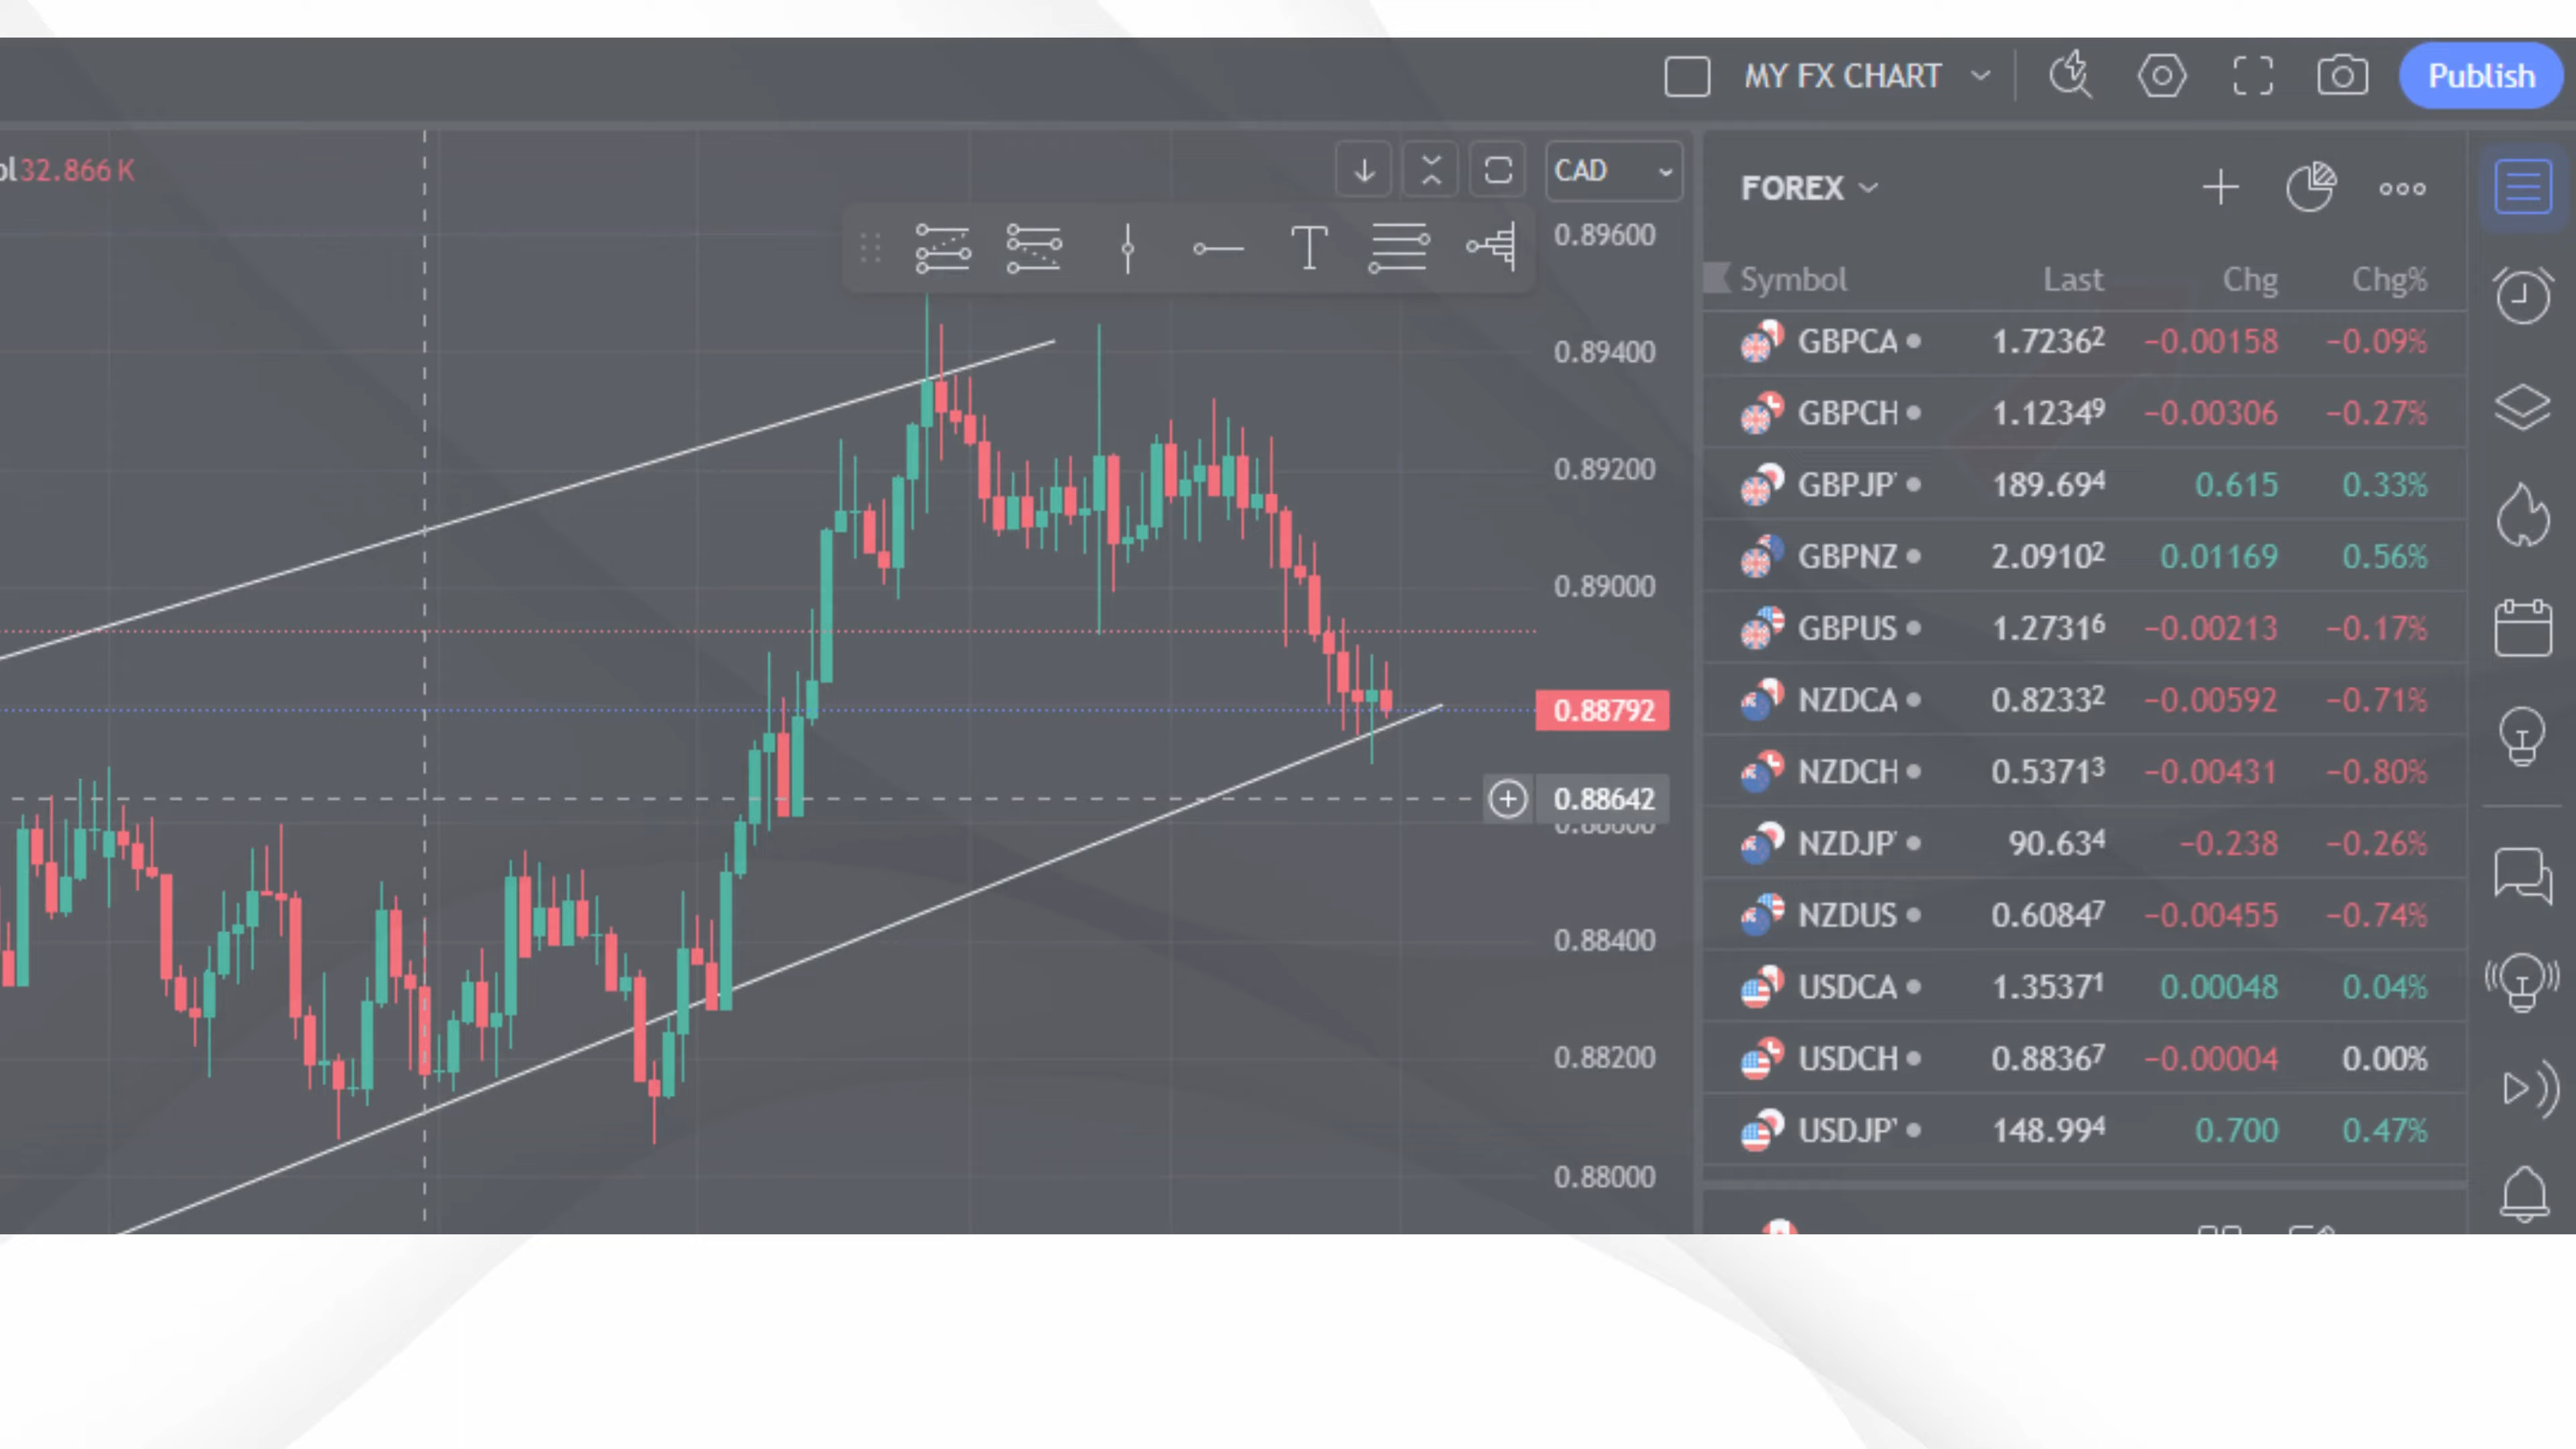 MY FX CHART
Publish
ol32.866 K
CAD
0.89600
0.89400
0.89200
0.89000
0.88792
0.88642
0.88400
0.88200
0.88000
FOREX
Symbol Last Chg Chg%
GBPCA 1.72362 −0.00158 −0.09%
GBPCH 1.12349 −0.00306 −0.27%
GBPJP 189.694 0.615 0.33%
GBPNZ 2.09102 0.01169 0.56%
GBPUS 1.27316 −0.00213 −0.17%
NZDCA 0.82332 −0.00592 −0.71%
NZDCH 0.53713 −0.00431 −0.80%
NZDJP 90.634 −0.238 −0.26%
NZDUS 0.60847 −0.00455 −0.74%
USDCA 1.35371 0.00048 0.04%
USDCH 0.88367 −0.00004 0.00%
USDJP 148.994 0.700 0.47%